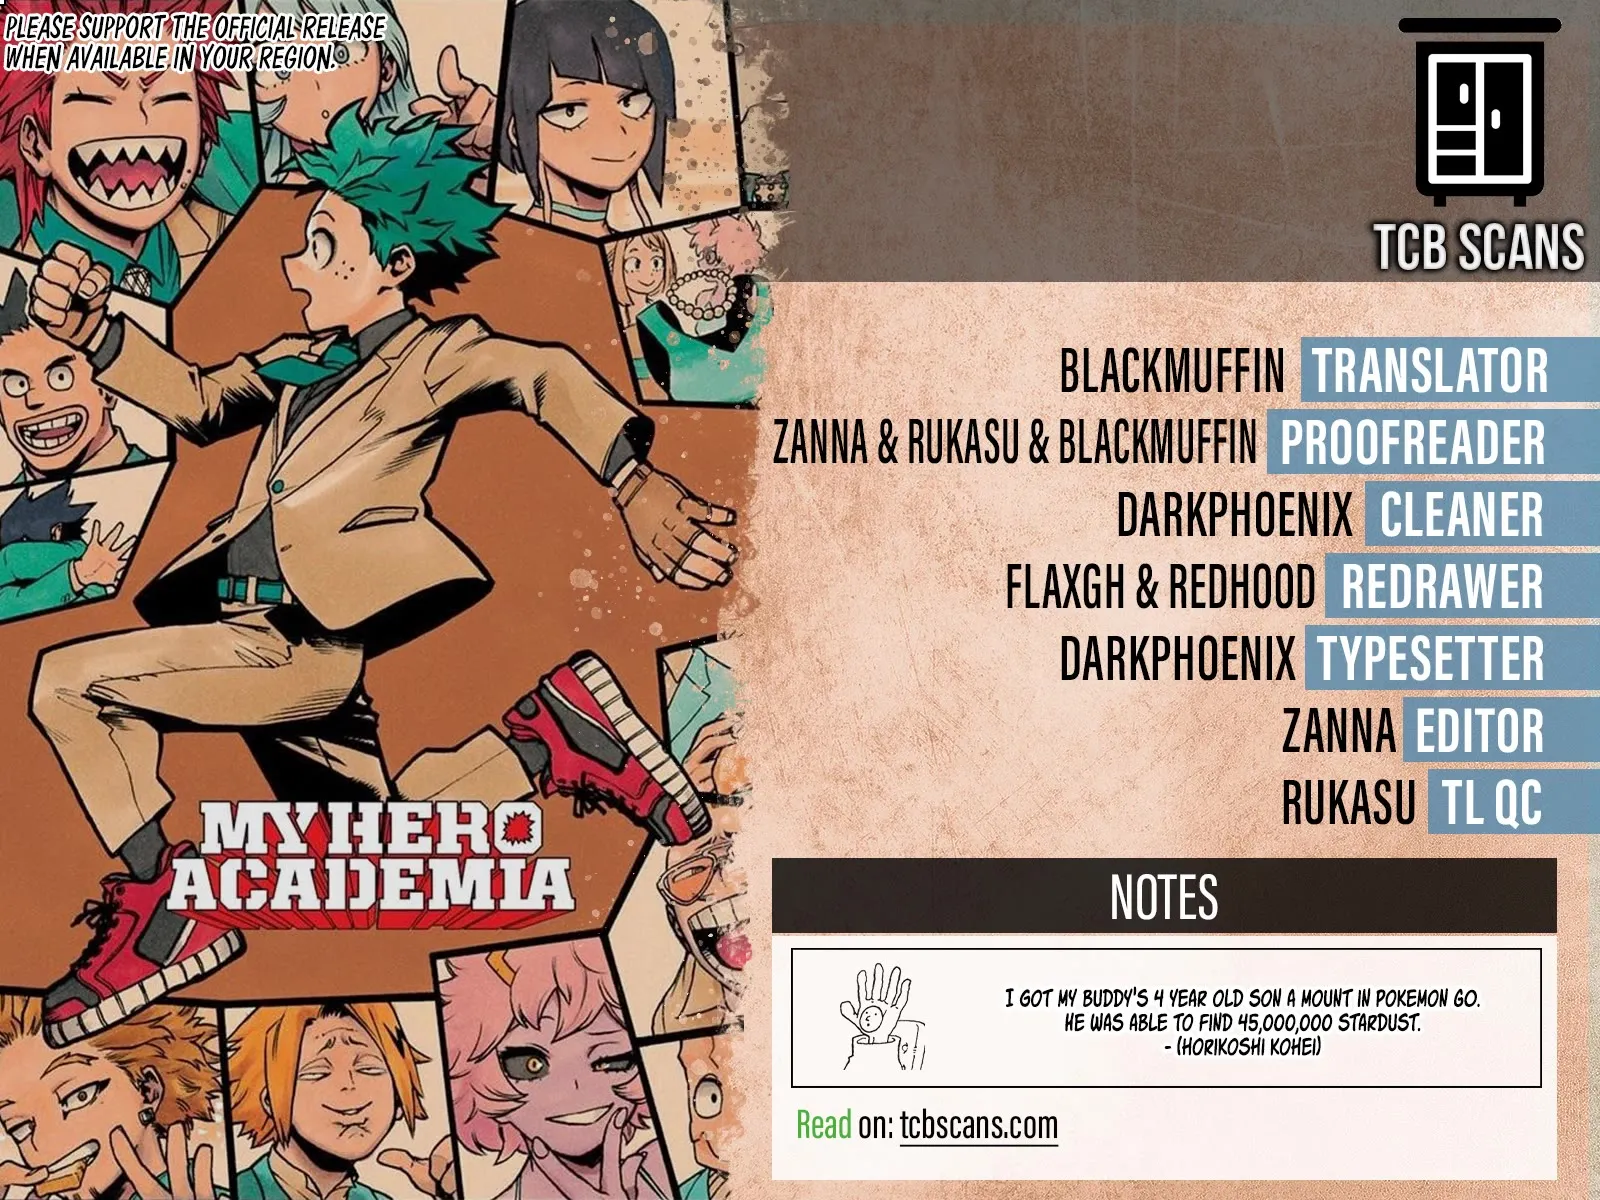 PLEASE SUPPORT THE OFFICIAL RELEASE
WHEN AVAILABLE IN YOUR REGION.
TCB SCANS
BLACKMUFFIN TRANSLATOR
ZANNA & RUKASU & BLACKMUFFIN PROOFREADER
DARKPHOENIX CLEANER
FLAXGH & REDHOOD REDRAWER
DARKPHOENIX TYPESETTER
ZANNA EDITOR
RUKASU TL QC
MY HERO
ACADEMIA
NOTES
I GOT MY BUDDY'S 4 YEAR OLD SON A MOUNT IN POKEMON GO.
HE WAS ABLE TO FIND 45,000,000 STARDUST.
- (HORIKOSHI KOHEI)
Read on: tcbscans.com